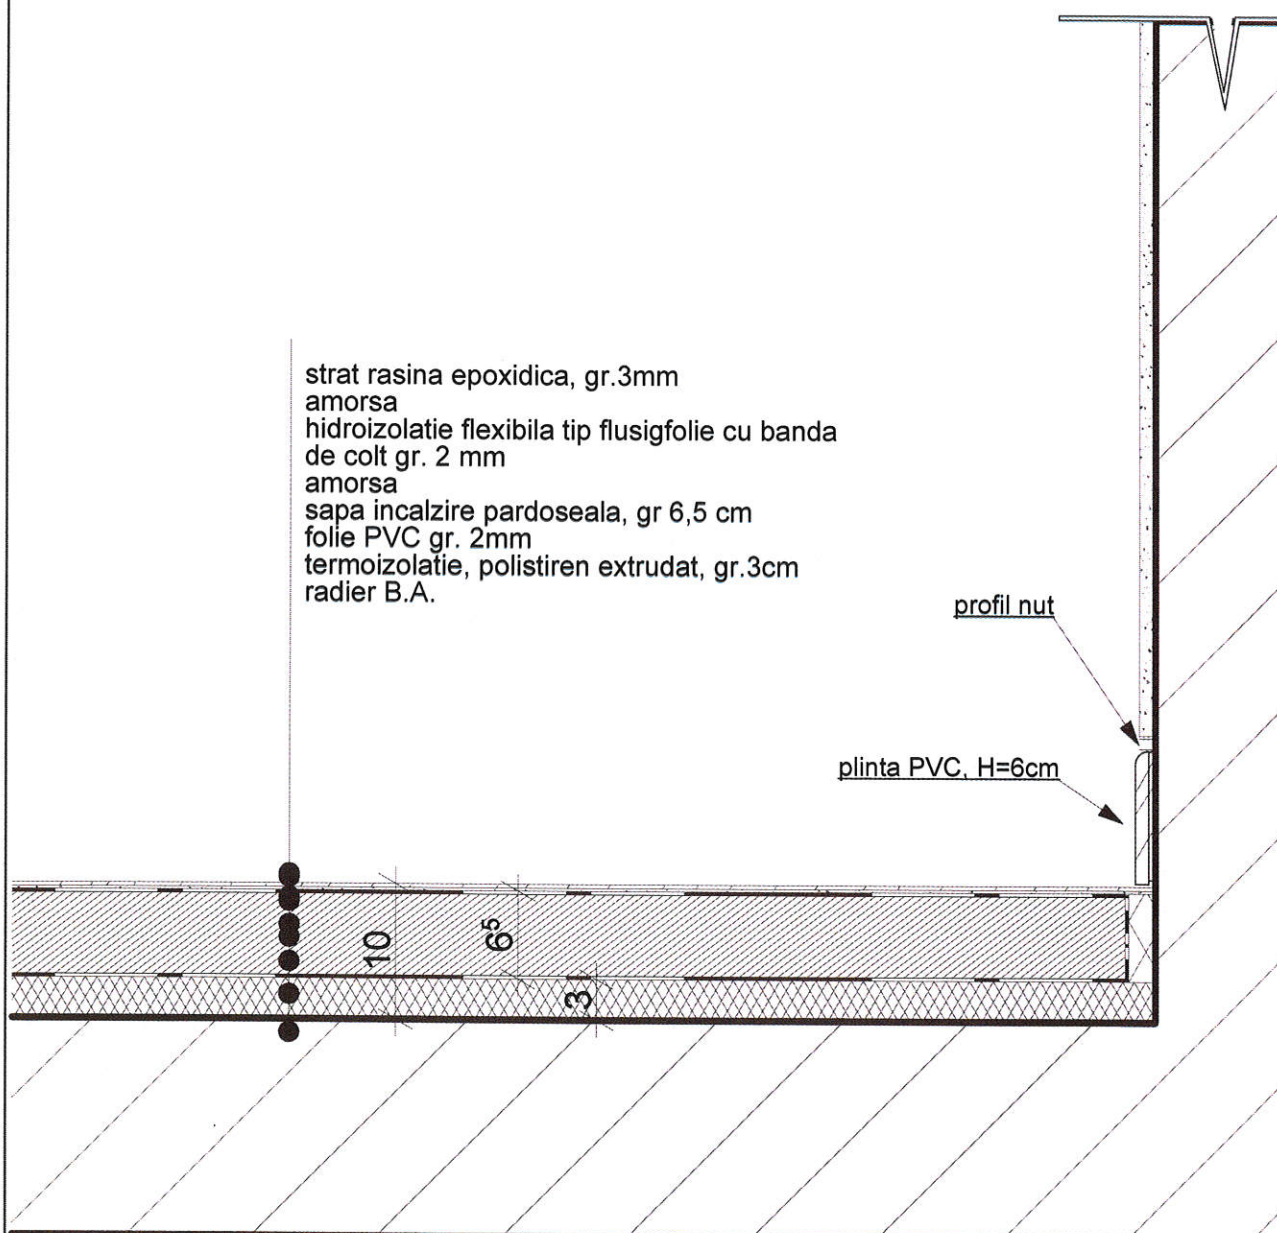 strat rasina epoxidica, gr.3mm
amorsa
hidroizolatie flexibila tip flusigfolie cu banda
de colt gr. 2 mm
amorsa
sapa incalzire pardoseala, gr 6,5 cm
folie PVC gr. 2mm
termoizolatie, polistiren extrudat, gr.3cm
radier B.A.
profil nut
plinta PVC, H=6cm
10
6⁵
3